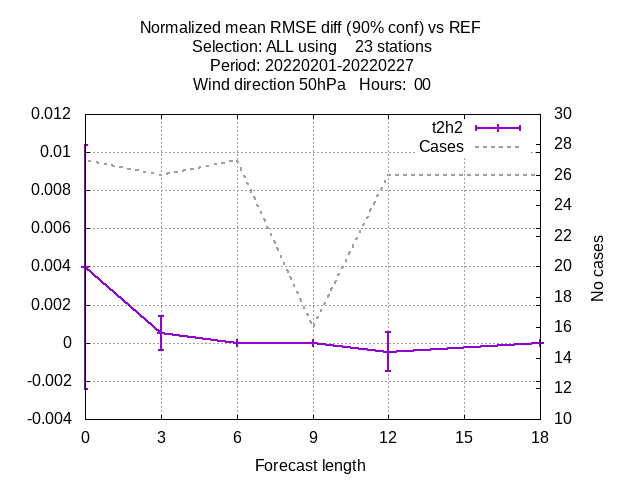 Normalized mean RMSE diff (90% conf) vs REF
Selection: ALL using    23 stations
Period: 20220201-20220227
Wind direction 50hPa   Hours:  00
0.012
0.01
0.008
0.006
0.004
0.002
0
-0.002
-0.004
30
28
26
24
22
20
18
16
14
12
10
t2h2
Cases
No cases
0 3 6 9 12 15 18
Forecast length